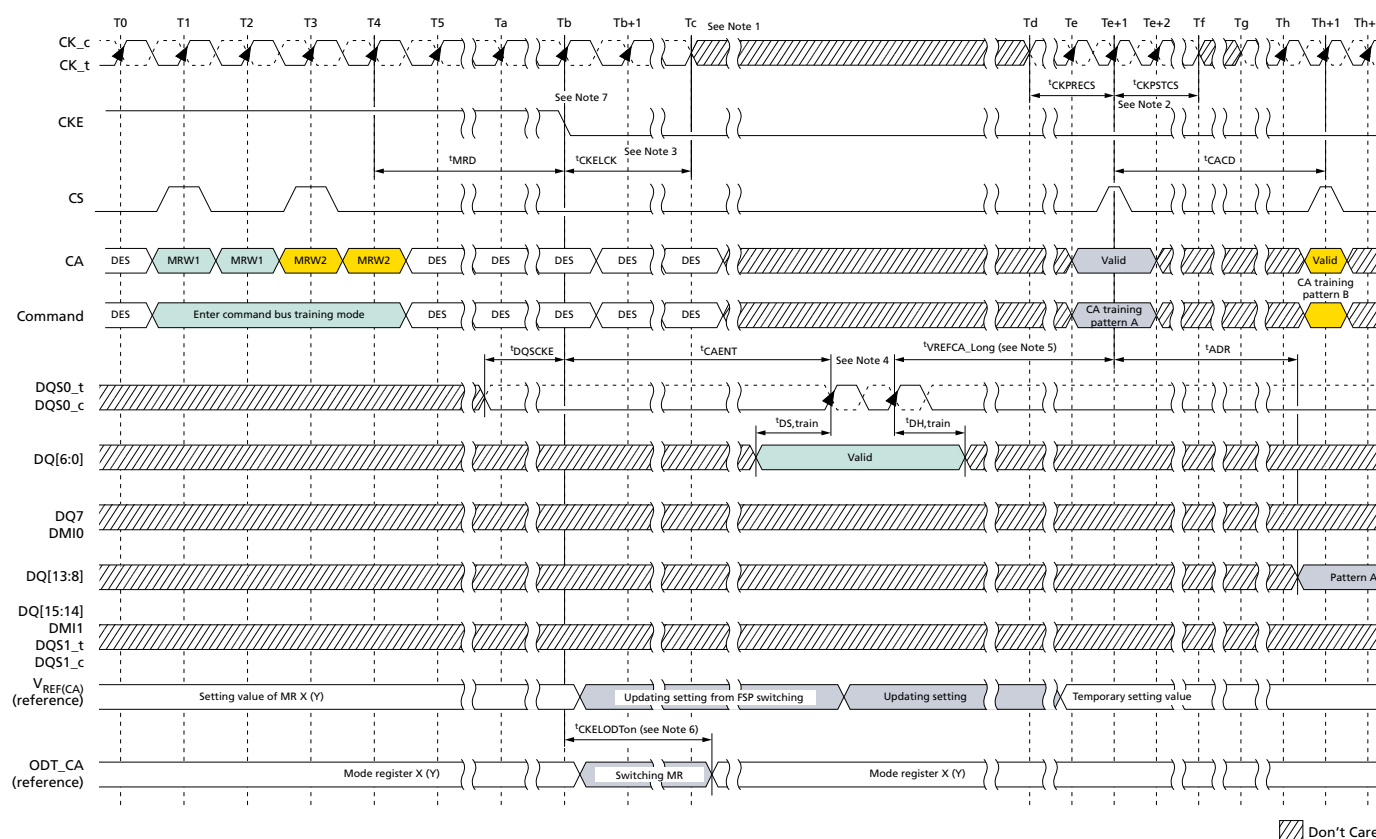 T0 T1 T2 T3 T4 T5 Ta Tb Tb+1 Tc See Note 1 Td Te Te+1 Te+2 Tf Tg Th Th+1 Th+
CK_c
CK_t
tCKPRECS tCKPSTCS
See Note 7 See Note 2
CKE
See Note 3
tMRD tCKELCK tCACD
CS
CA DES MRW1 MRW1 MRW2 MRW2 DES DES DES DES DES Valid Valid
CA training
pattern B
Command DES Enter command bus training mode DES DES DES DES DES CA training
pattern A
tDQSCKE tCAENT See Note 4 tVREFCA_Long (see Note 5) tADR
DQS0_t
DQS0_c
tDS,train tDH,train
DQ[6:0] Valid
DQ7
DMI0
DQ[13:8] Pattern A
DQ[15:14]
DMI1
DQS1_t
DQS1_c
VREF(CA)
(reference) Setting value of MR X (Y) Updating setting from FSP switching Updating setting Temporary setting value
tCKELODTon (see Note 6)
ODT_CA
(reference) Mode register X (Y) Switching MR Mode register X (Y)
Don't Care